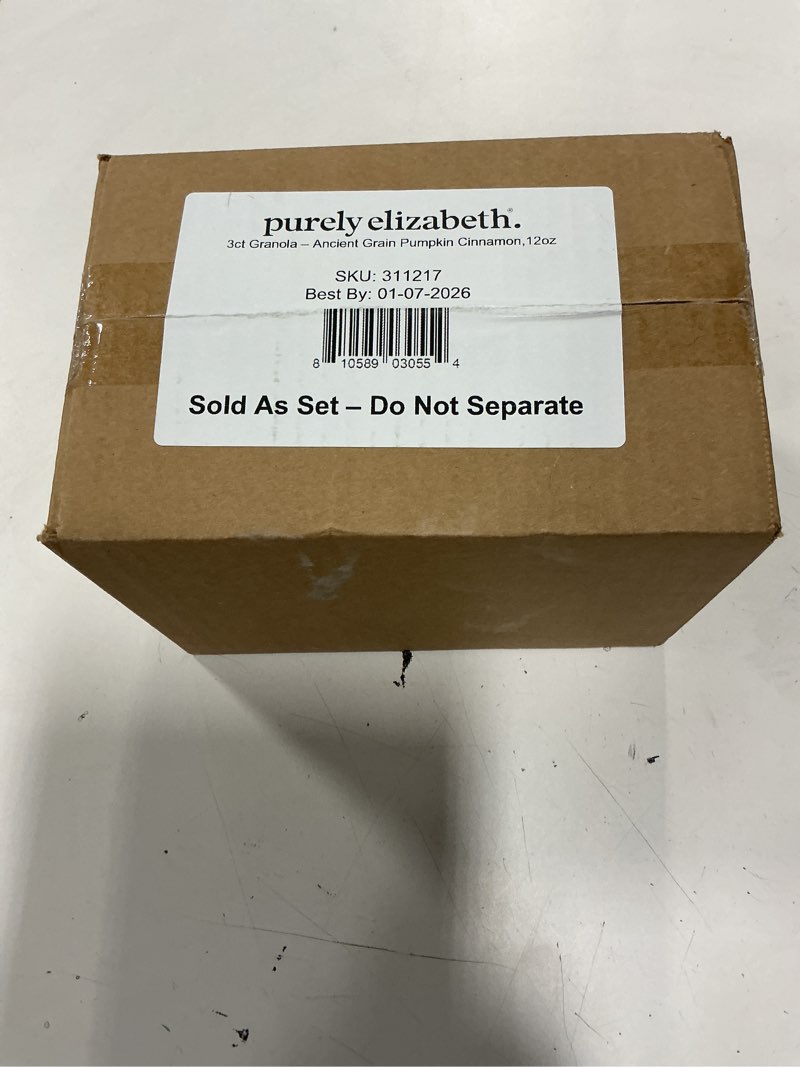 purely elizabeth.®
3ct Granola – Ancient Grain Pumpkin Cinnamon,12oz
SKU: 311217
Best By: 01-07-2026
8 10589 03055 4
Sold As Set – Do Not Separate